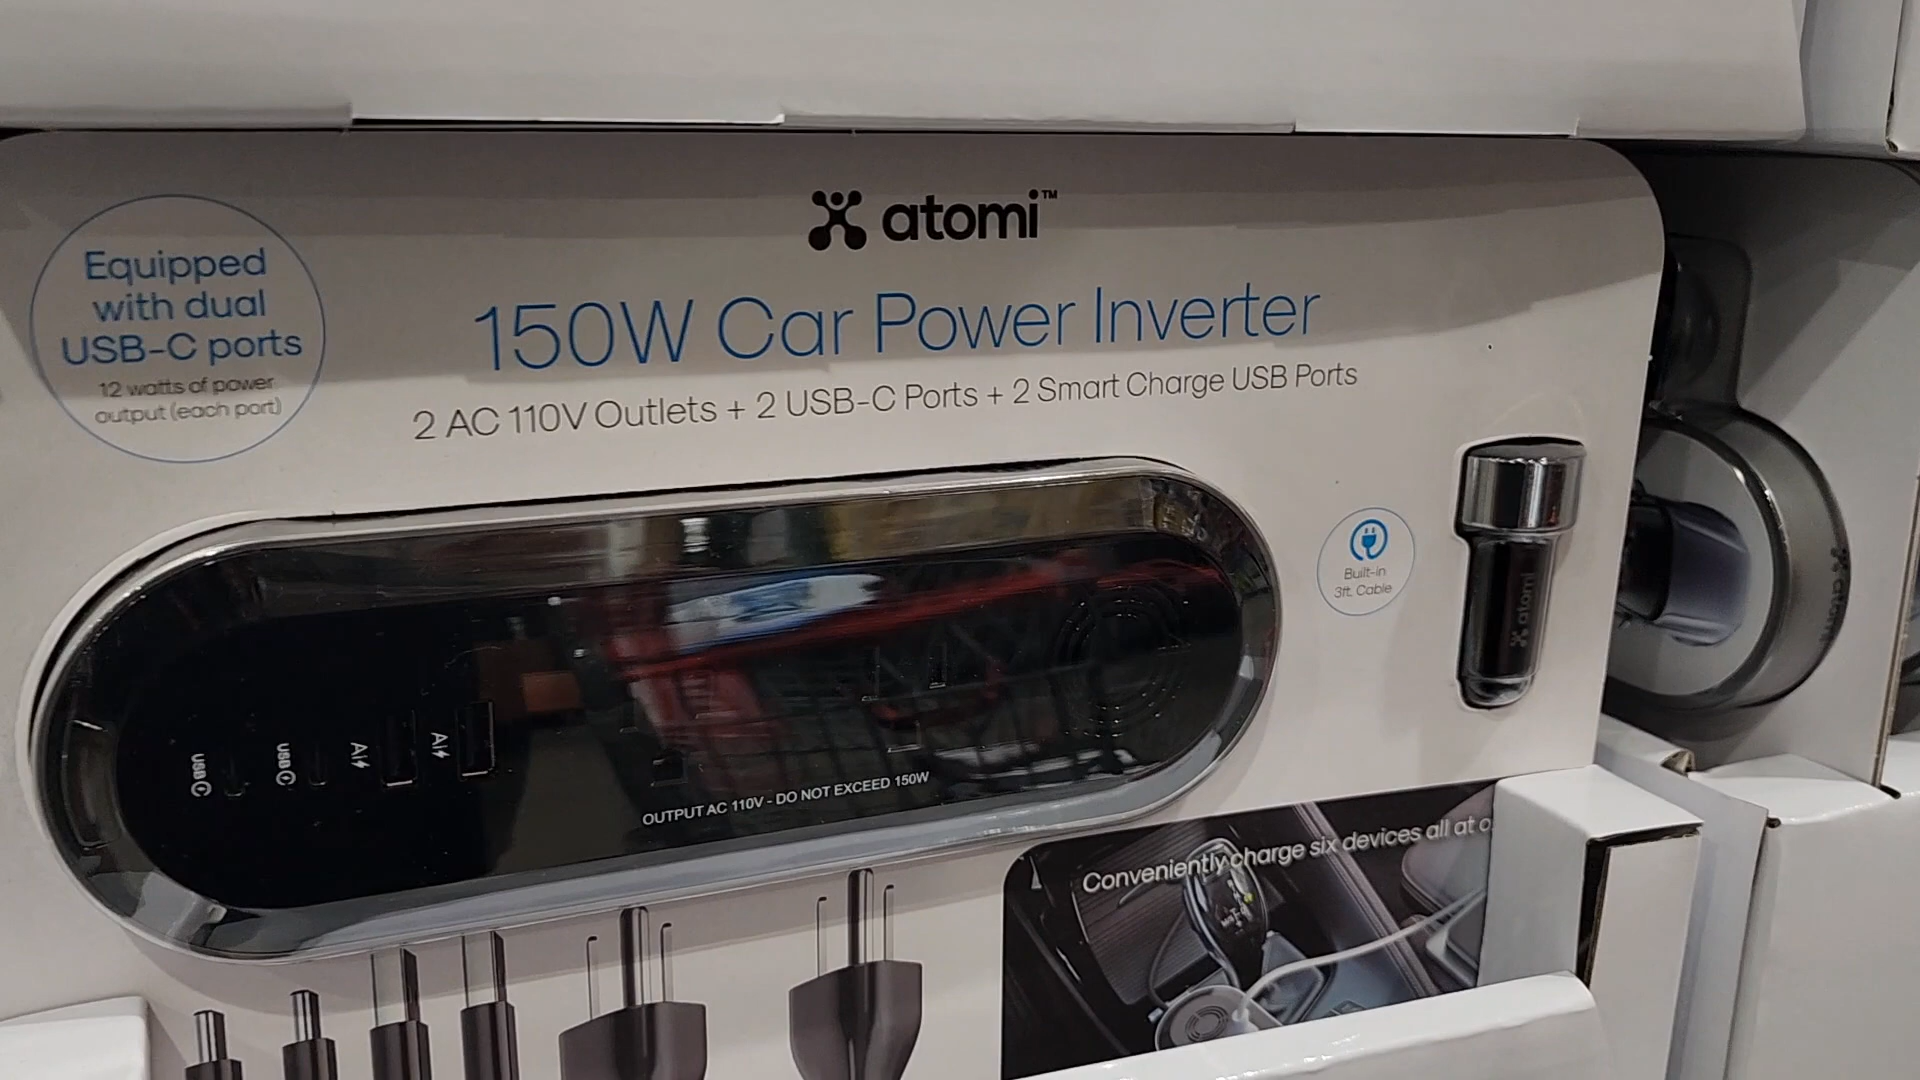 atomi™
150W Car Power Inverter
2 AC 110V Outlets + 2 USB-C Ports + 2 Smart Charge USB Ports
Equipped
with dual
USB-C ports
12 watts of power
output (each port)
Built-in
3ft. Cable
atomi
atomi
USB C
USB C
Ai
Ai
OUTPUT AC 110V - DO NOT EXCEED 150W
Conveniently charge six devices all at